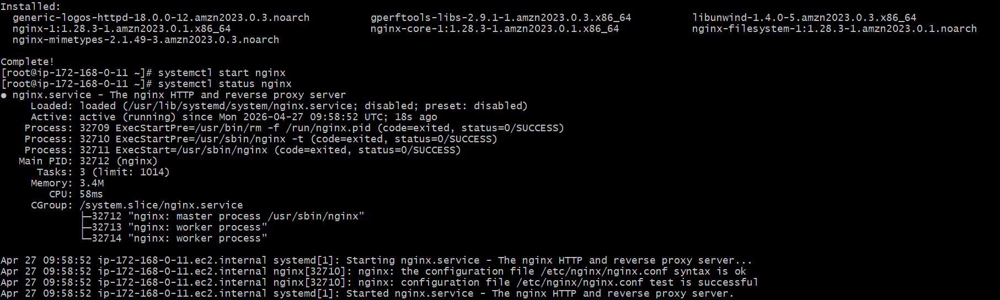 Installed:
  generic-logos-httpd-18.0.0-12.amzn2023.0.3.noarch          gperftools-libs-2.9.1-1.amzn2023.0.3.x86_64          libunwind-1.4.0-5.amzn2023.0.3.x86_64
  nginx-1:1.28.3-1.amzn2023.0.1.x86_64                       nginx-core-1:1.28.3-1.amzn2023.0.1.x86_64            nginx-filesystem-1:1.28.3-1.amzn2023.0.1.noarch
  nginx-mimetypes-2.1.49-3.amzn2023.0.3.noarch

Complete!
[root@ip-172-168-0-11 ~]# systemctl start nginx
[root@ip-172-168-0-11 ~]# systemctl status nginx
● nginx.service - The nginx HTTP and reverse proxy server
     Loaded: loaded (/usr/lib/systemd/system/nginx.service; disabled; preset: disabled)
     Active: active (running) since Mon 2026-04-27 09:58:52 UTC; 18s ago
    Process: 32709 ExecStartPre=/usr/bin/rm -f /run/nginx.pid (code=exited, status=0/SUCCESS)
    Process: 32710 ExecStartPre=/usr/sbin/nginx -t (code=exited, status=0/SUCCESS)
    Process: 32711 ExecStart=/usr/sbin/nginx (code=exited, status=0/SUCCESS)
   Main PID: 32712 (nginx)
      Tasks: 3 (limit: 1014)
     Memory: 3.4M
        CPU: 58ms
     CGroup: /system.slice/nginx.service
             ├─32712 "nginx: master process /usr/sbin/nginx"
             ├─32713 "nginx: worker process"
             └─32714 "nginx: worker process"

Apr 27 09:58:52 ip-172-168-0-11.ec2.internal systemd[1]: Starting nginx.service - The nginx HTTP and reverse proxy server...
Apr 27 09:58:52 ip-172-168-0-11.ec2.internal nginx[32710]: nginx: the configuration file /etc/nginx/nginx.conf syntax is ok
Apr 27 09:58:52 ip-172-168-0-11.ec2.internal nginx[32710]: nginx: configuration file /etc/nginx/nginx.conf test is successful
Apr 27 09:58:52 ip-172-168-0-11.ec2.internal systemd[1]: Started nginx.service - The nginx HTTP and reverse proxy server.